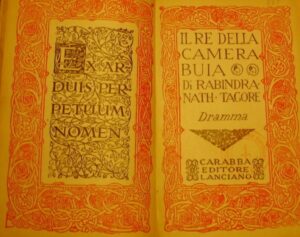 EX AR
DUIS PER
PETUUM
NOMEN
IL RE DELLA
CAMERA
BUIA
DI RABINDRA
NATH·TAGORE
Dramma
CARABBA
EDITORE
LANCIANO